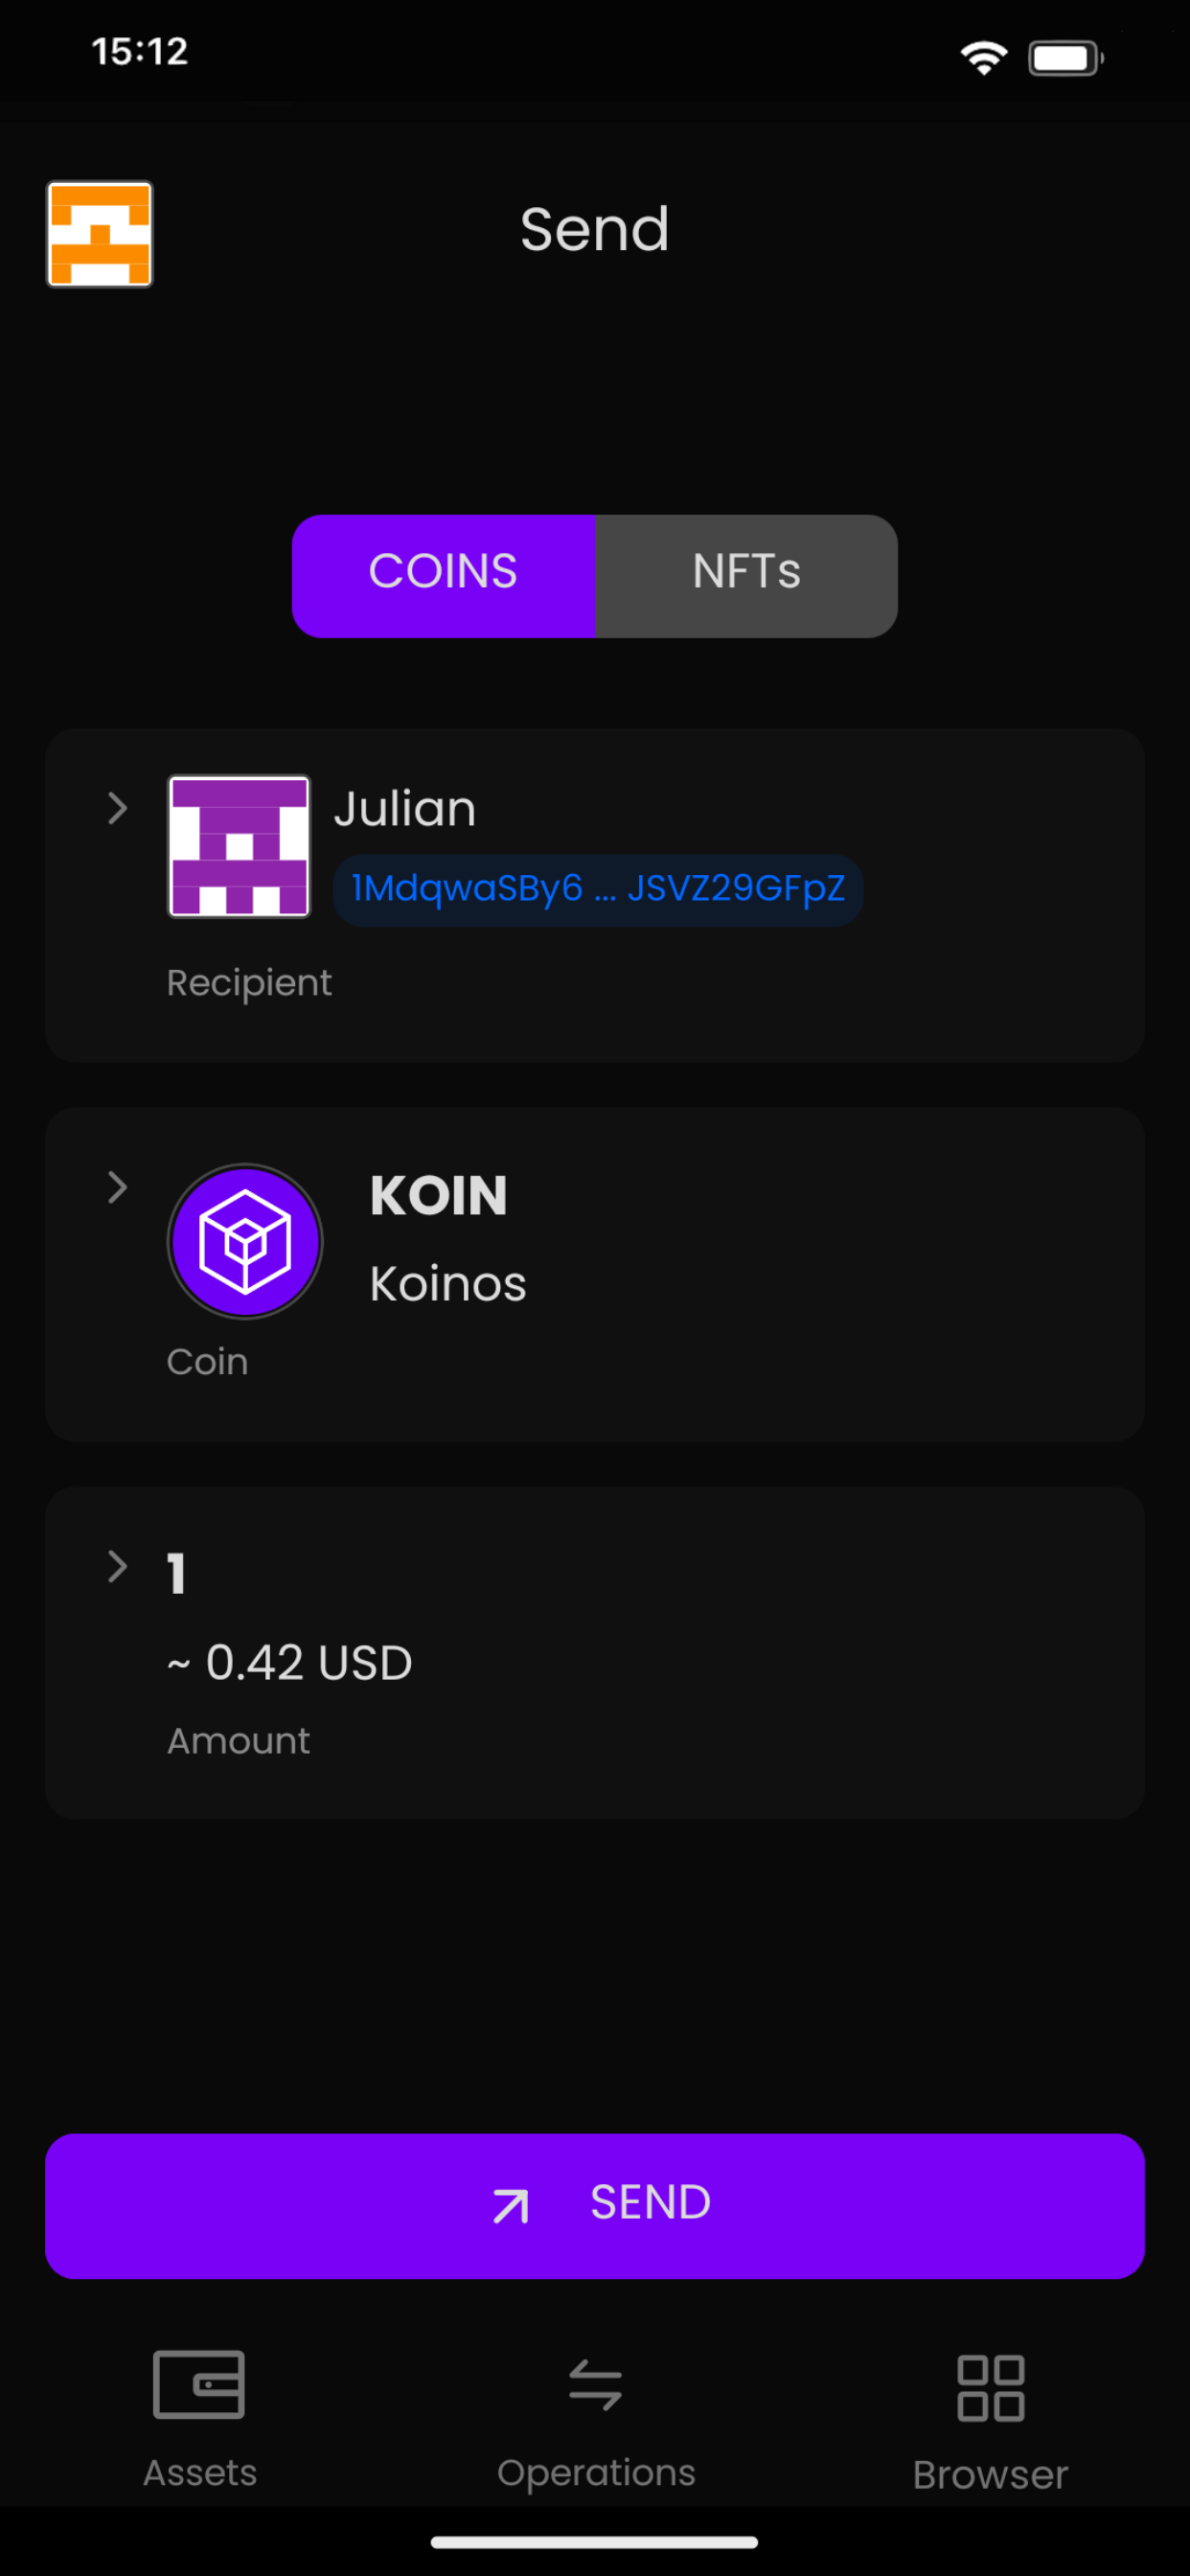 15:12
Send
COINS NFTs
Julian
1MdqwaSBy6 ... JSVZ29GFpZ
Recipient
KOIN
Koinos
Coin
1
~ 0.42 USD
Amount
SEND
Assets Operations Browser